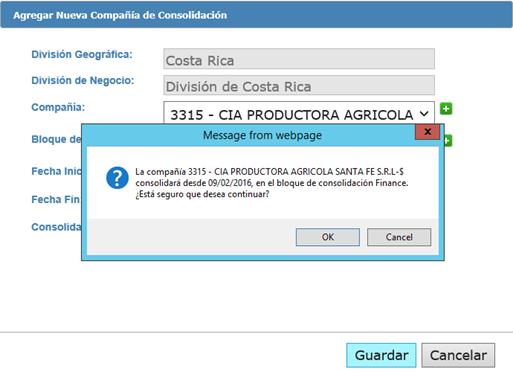 Agregar Nueva Compañía de Consolidación
División Geográfica:
Costa Rica
División de Negocio:
División de Costa Rica
Compañía:
3315 - CIA PRODUCTORA AGRICOLA
Bloque de
Message from webpage
x
La compañía 3315 - CIA PRODUCTORA AGRICOLA SANTA FE S.R.L-$
consolidará desde 09/02/2016, en el bloque de consolidación Finance.
¿Está seguro que desea continuar?
OK
Cancel
Fecha Inic
Fecha Fin
Consolida
Guardar
Cancelar